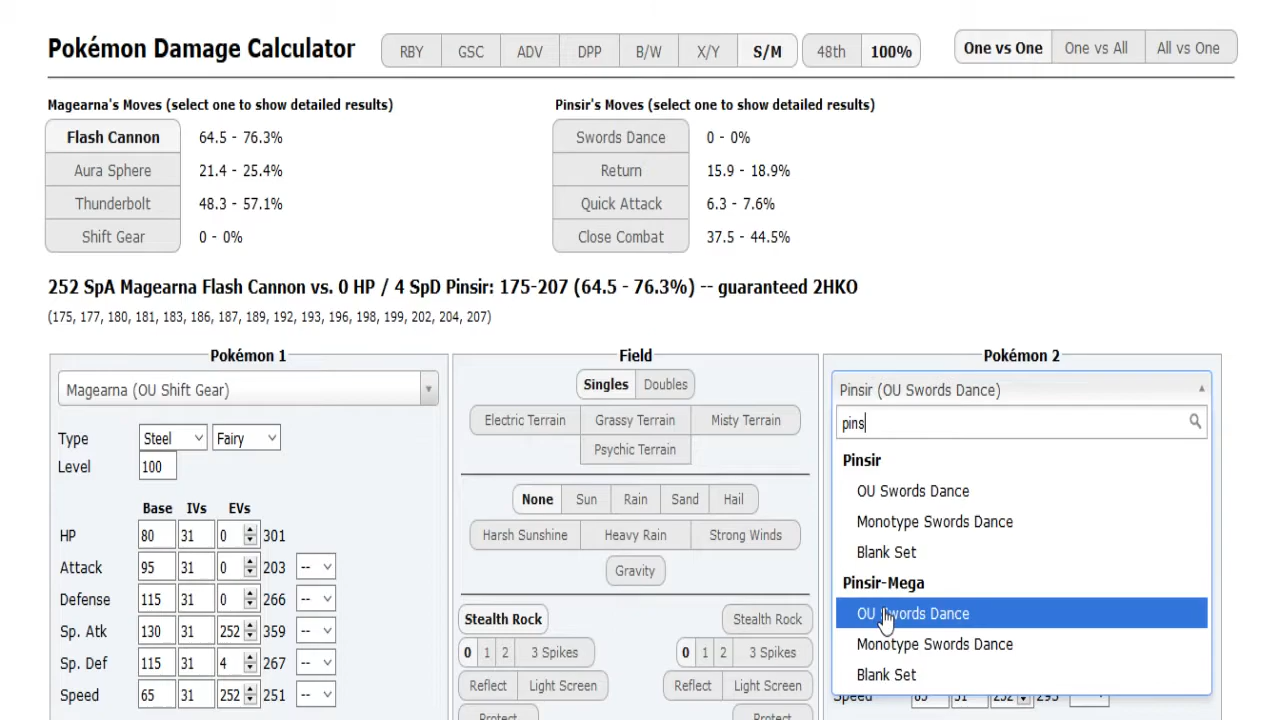 Pokémon Damage Calculator
RBY GSC ADV DPP B/W X/Y S/M 48th 100% One vs One One vs All All vs One
Magearna's Moves (select one to show detailed results) Pinsir's Moves (select one to show detailed results)
Flash Cannon 64.5 - 76.3% Swords Dance 0 - 0%
Aura Sphere 21.4 - 25.4% Return 15.9 - 18.9%
Thunderbolt 48.3 - 57.1% Quick Attack 6.3 - 7.6%
Shift Gear 0 - 0% Close Combat 37.5 - 44.5%
252 SpA Magearna Flash Cannon vs. 0 HP / 4 SpD Pinsir: 175-207 (64.5 - 76.3%) -- guaranteed 2HKO
(175, 177, 180, 181, 183, 186, 187, 189, 192, 193, 196, 198, 199, 202, 204, 207)
Pokémon 1
Magearna (OU Shift Gear)
Type Steel Fairy
Level 100
Base IVs EVs
HP 80 31 0 301
Attack 95 31 0 203 --
Defense 115 31 0 266 --
Sp. Atk 130 31 252 359 --
Sp. Def 115 31 4 267 --
Speed 65 31 252 251 --
Field
Singles Doubles
Electric Terrain Grassy Terrain Misty Terrain
Psychic Terrain
None Sun Rain Sand Hail
Harsh Sunshine Heavy Rain Strong Winds
Gravity
Stealth Rock Stealth Rock
0 1 2 3 Spikes 0 1 2 3 Spikes
Reflect Light Screen Reflect Light Screen
Protect Protect
Pokémon 2
Pinsir (OU Swords Dance)
pins
Pinsir
OU Swords Dance
Monotype Swords Dance
Blank Set
Pinsir-Mega
OU Swords Dance
Monotype Swords Dance
Blank Set